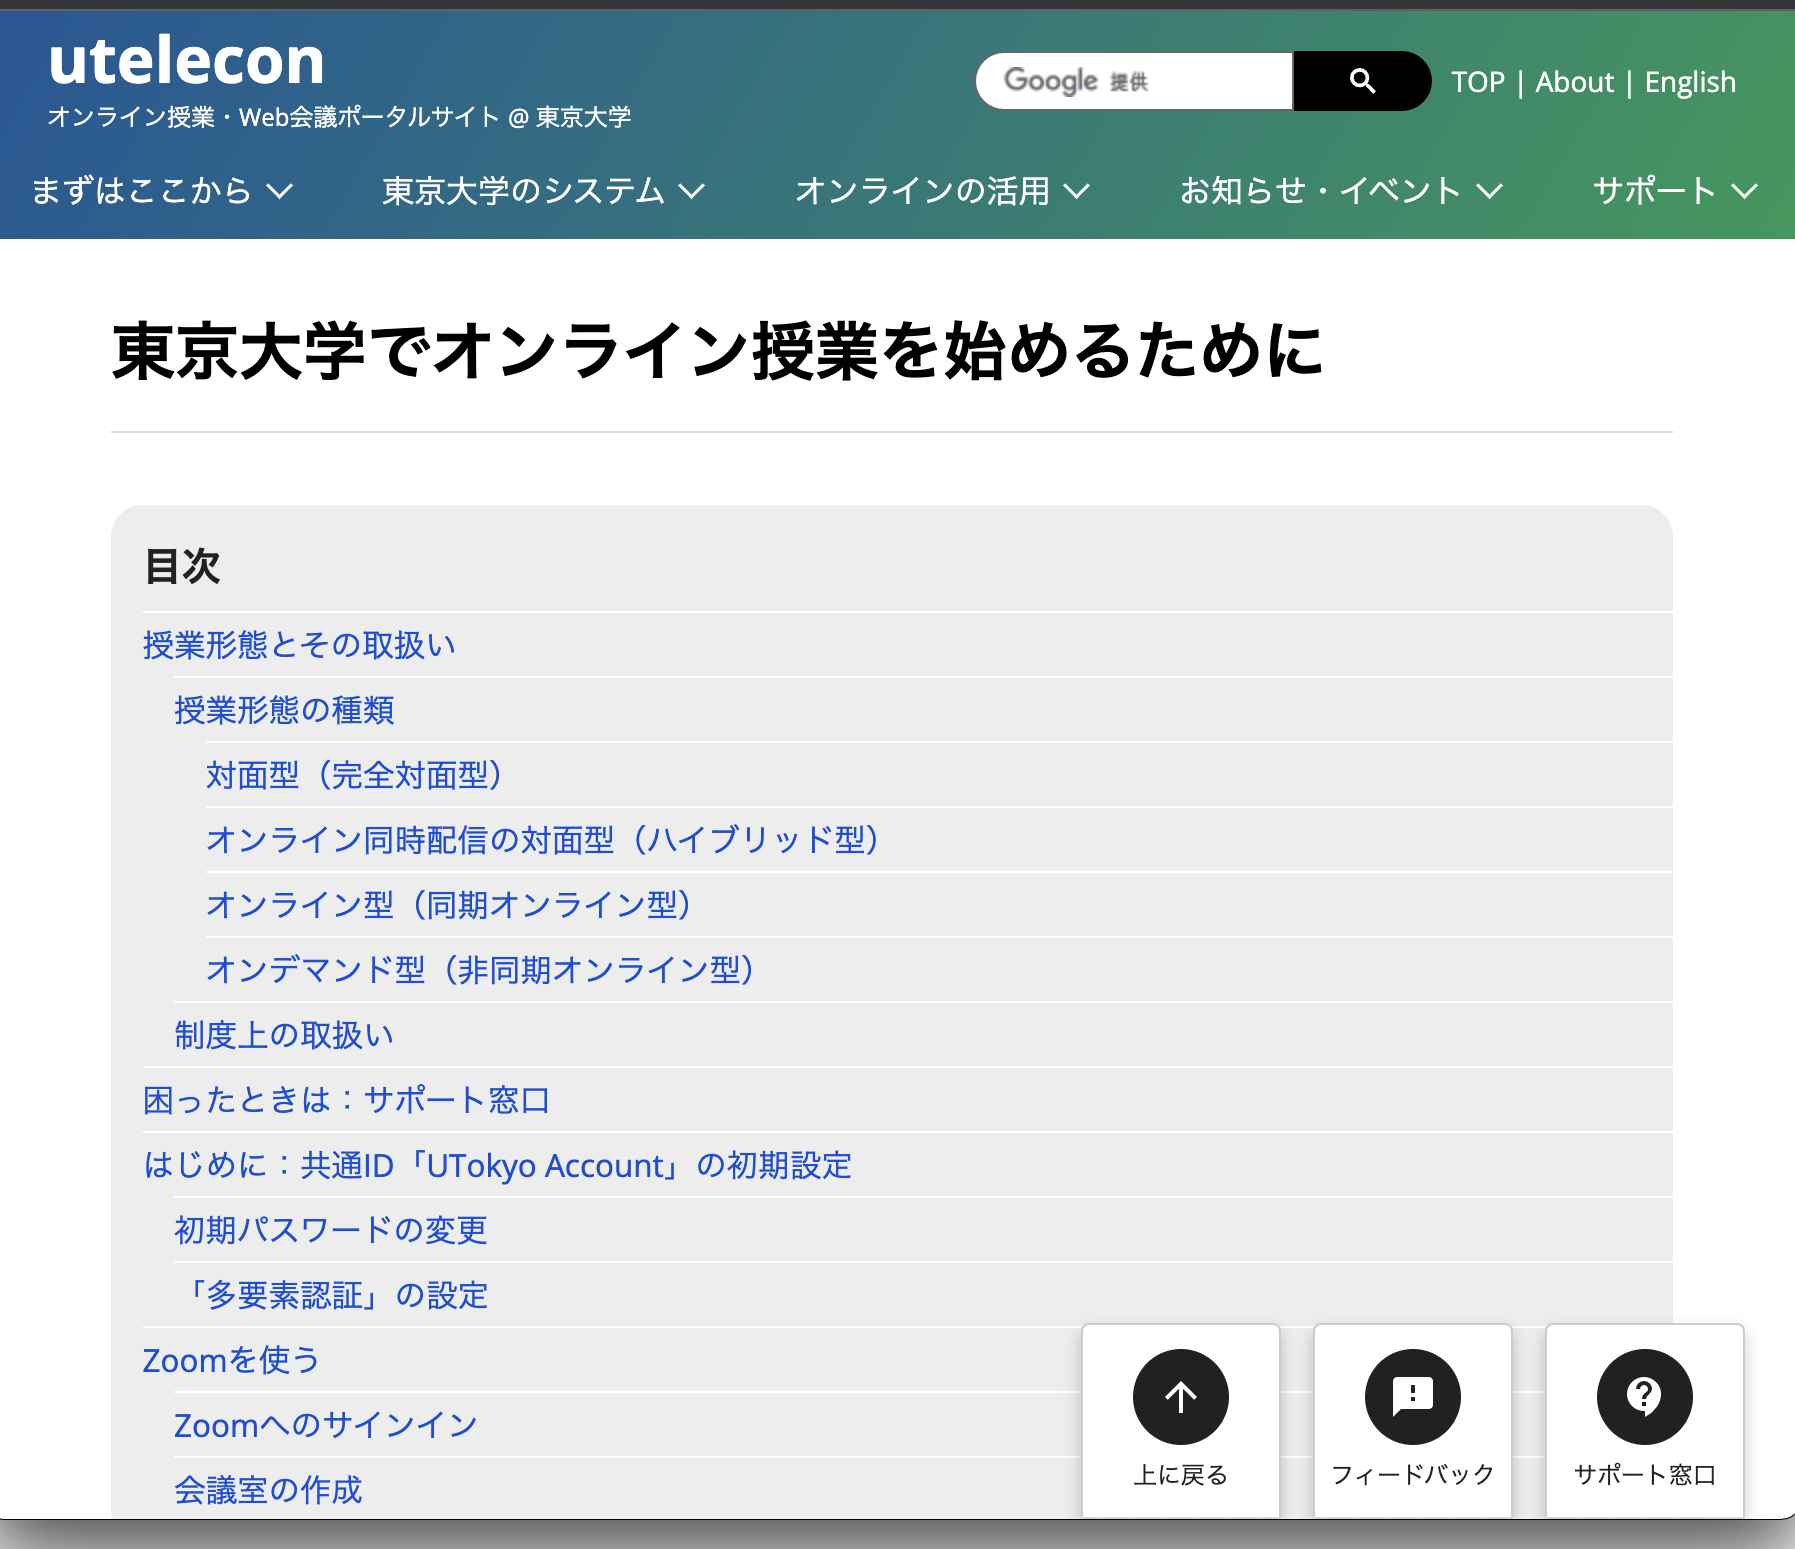 utelecon
オンライン授業・Web会議ポータルサイト @ 東京大学
Google 提供
TOP | About | English
まずはここから
東京大学のシステム
オンラインの活用
お知らせ・イベント
サポート
東京大学でオンライン授業を始めるために
目次
授業形態とその取扱い
授業形態の種類
対面型（完全対面型）
オンライン同時配信の対面型（ハイブリッド型）
オンライン型（同期オンライン型）
オンデマンド型（非同期オンライン型）
制度上の取扱い
困ったときは：サポート窓口
はじめに：共通ID「UTokyo Account」の初期設定
初期パスワードの変更
「多要素認証」の設定
Zoomを使う
Zoomへのサインイン
会議室の作成
上に戻る
フィードバック
サポート窓口